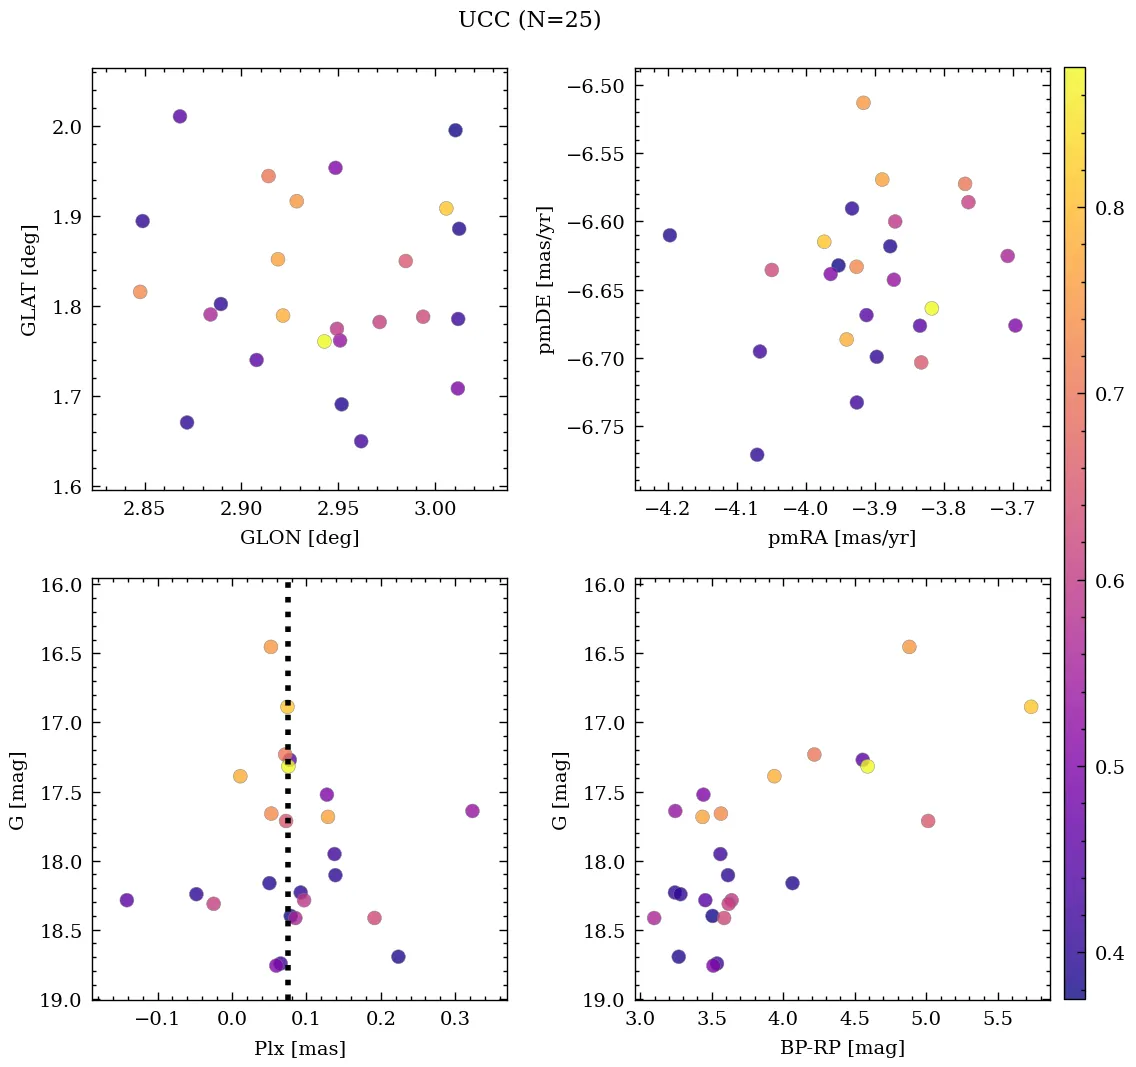 UCC (N=25)
2.0
1.9
1.8
1.7
1.6
GLAT [deg]
2.85 2.90 2.95 3.00
GLON [deg]
−6.50
−6.55
−6.60
−6.65
−6.70
−6.75
pmDE [mas/yr]
−4.2 −4.1 −4.0 −3.9 −3.8 −3.7
pmRA [mas/yr]
16.0
16.5
17.0
17.5
18.0
18.5
19.0
G [mag]
−0.1 0.0 0.1 0.2 0.3
Plx [mas]
16.0
16.5
17.0
17.5
18.0
18.5
19.0
G [mag]
3.0 3.5 4.0 4.5 5.0 5.5
BP-RP [mag]
0.8
0.7
0.6
0.5
0.4